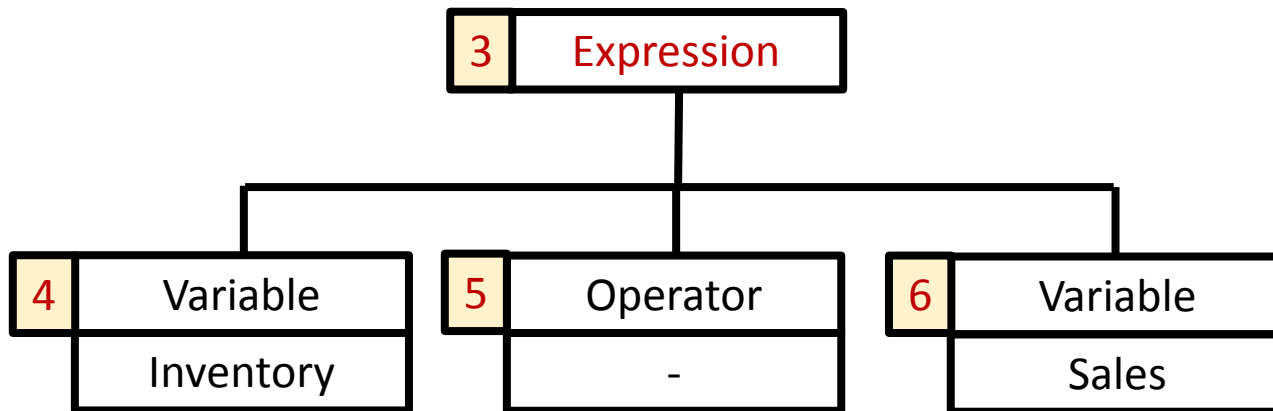 3 Expression
4 Variable 5 Operator 6 Variable
Inventory - Sales